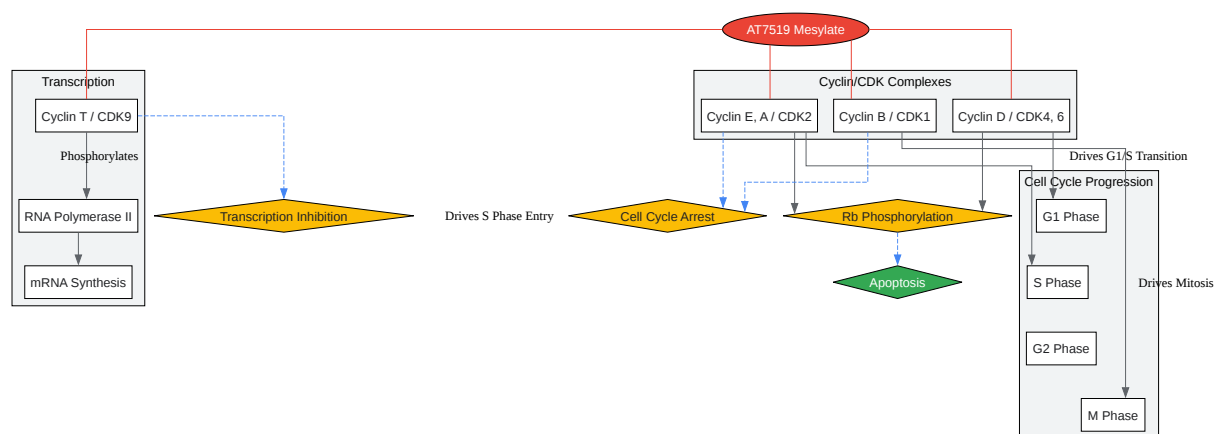 AT7519 Mesylate
Transcription
Cyclin/CDK Complexes
Cyclin T / CDK9
Cyclin E, A / CDK2
Cyclin B / CDK1
Cyclin D / CDK4, 6
Phosphorylates
Drives G1/S Transition
Cell Cycle Progression
RNA Polymerase II
Transcription Inhibition
Drives S Phase Entry
Cell Cycle Arrest
Rb Phosphorylation
G1 Phase
mRNA Synthesis
Apoptosis
S Phase
Drives Mitosis
G2 Phase
M Phase